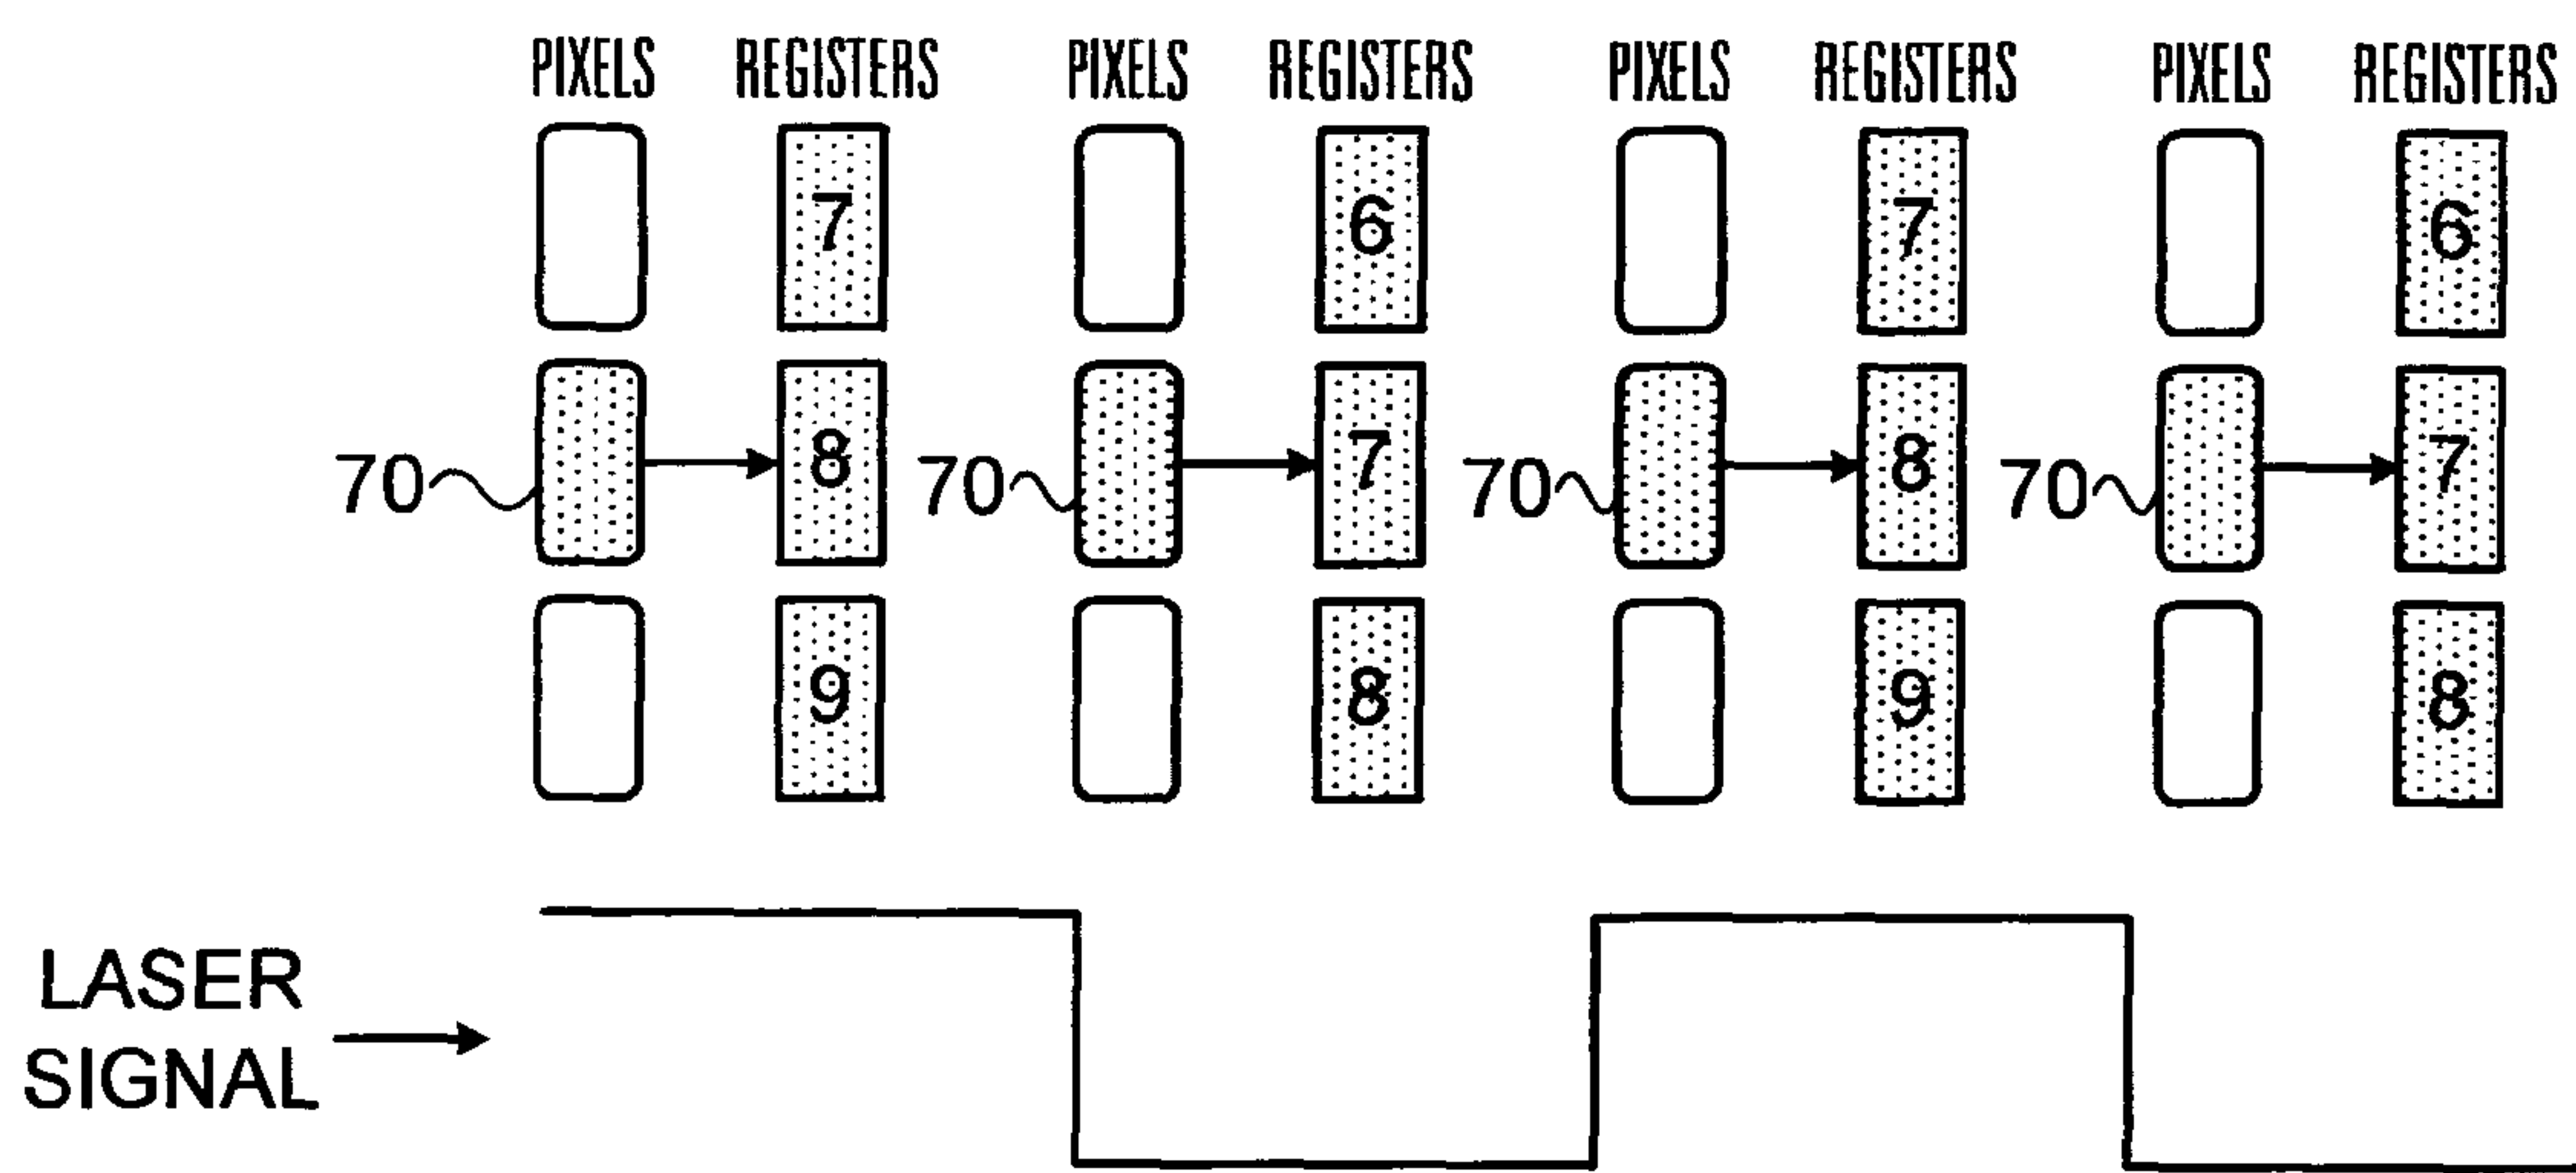 PIXELS REGISTERS PIXELS REGISTERS PIXELS REGISTERS PIXELS REGISTERS
7 6 7 6
70 8 70 7 70 8 70 7
9 8 9 8
LASER
SIGNAL